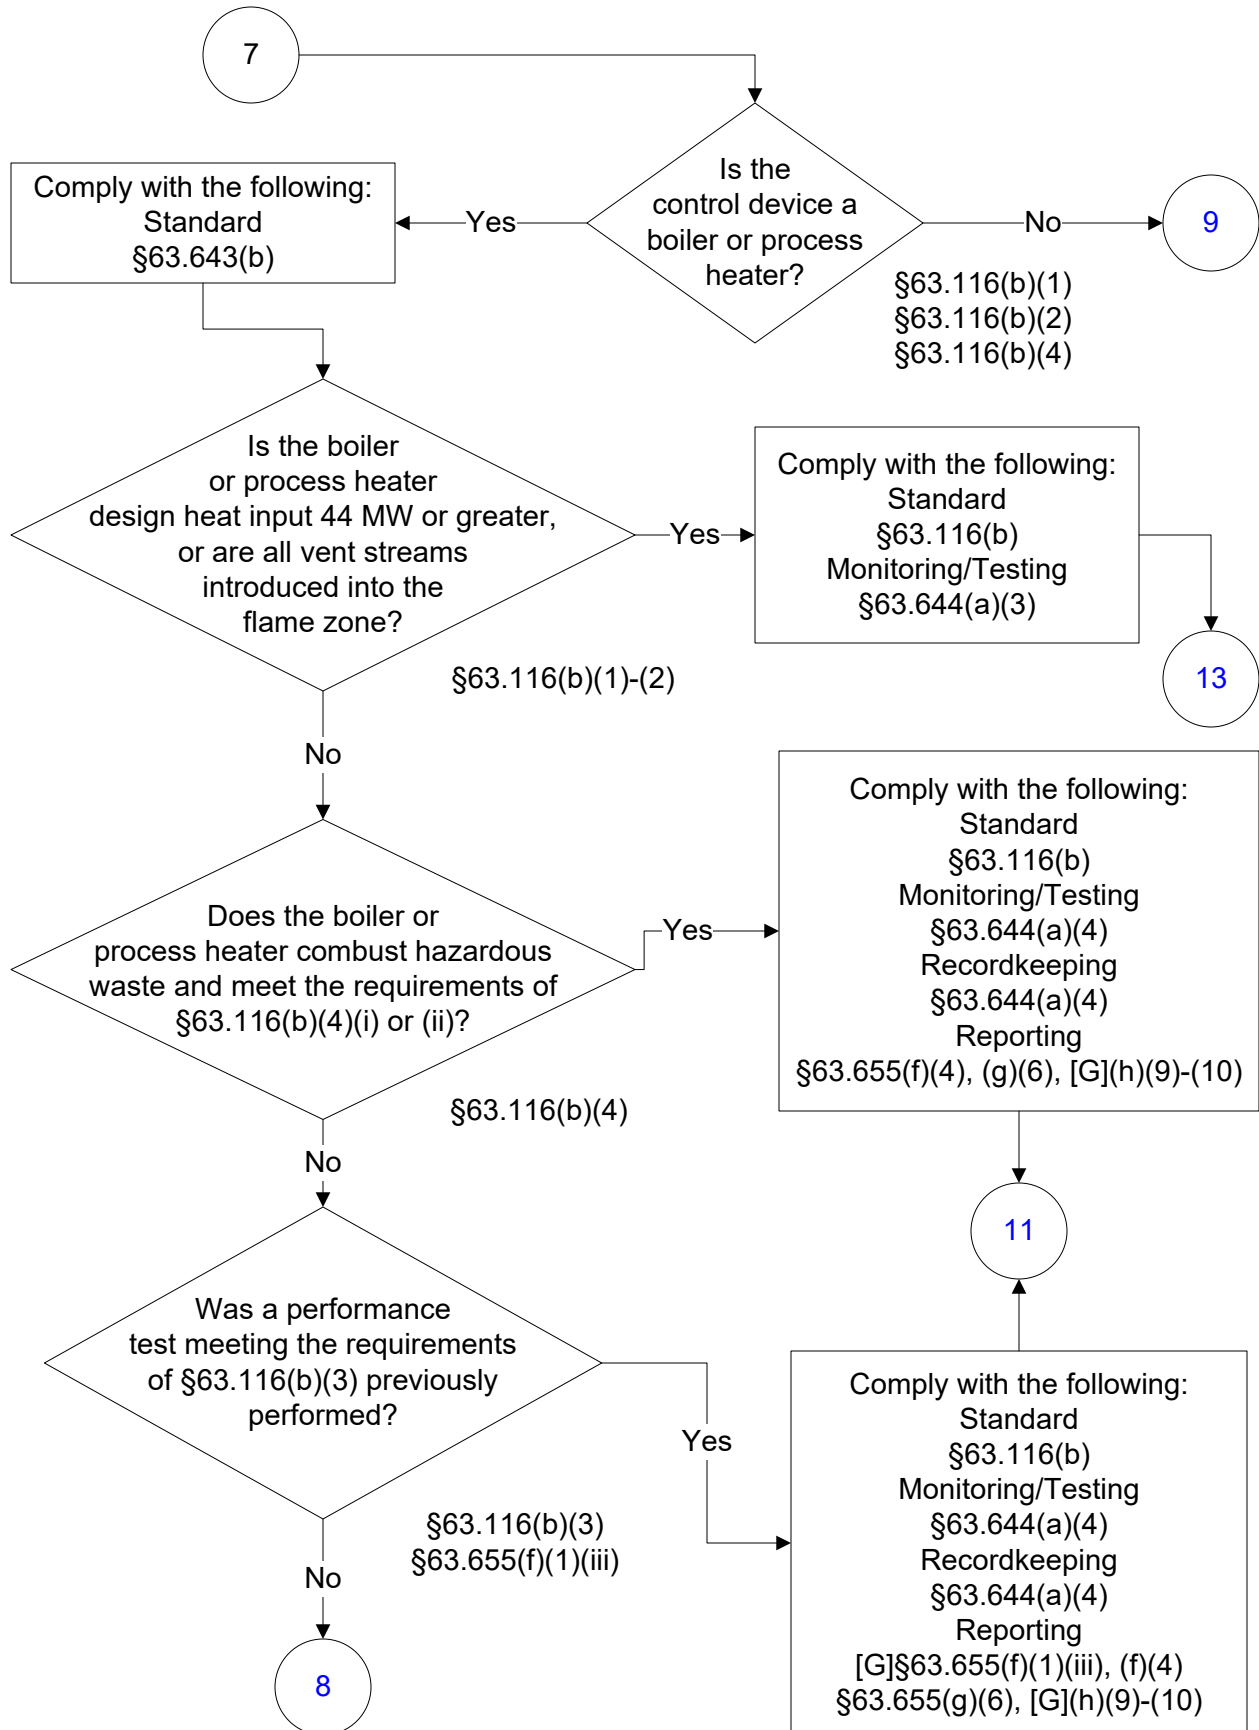 7
Is the
control device a
boiler or process
heater?
Yes
Comply with the following:
Standard
§63.643(b)
No
9
§63.116(b)(1)
§63.116(b)(2)
§63.116(b)(4)
Is the boiler
or process heater
design heat input 44 MW or greater,
or are all vent streams
introduced into the
flame zone?
Yes
Comply with the following:
Standard
§63.116(b)
Monitoring/Testing
§63.644(a)(3)
13
§63.116(b)(1)-(2)
No
Does the boiler or
process heater combust hazardous
waste and meet the requirements of
§63.116(b)(4)(i) or (ii)?
Yes
Comply with the following:
Standard
§63.116(b)
Monitoring/Testing
§63.644(a)(4)
Recordkeeping
§63.644(a)(4)
Reporting
§63.655(f)(4), (g)(6), [G](h)(9)-(10)
§63.116(b)(4)
No
11
Was a performance
test meeting the requirements
of §63.116(b)(3) previously
performed?
Yes
Comply with the following:
Standard
§63.116(b)
Monitoring/Testing
§63.644(a)(4)
Recordkeeping
§63.644(a)(4)
Reporting
[G]§63.655(f)(1)(iii), (f)(4)
§63.655(g)(6), [G](h)(9)-(10)
§63.116(b)(3)
§63.655(f)(1)(iii)
No
8